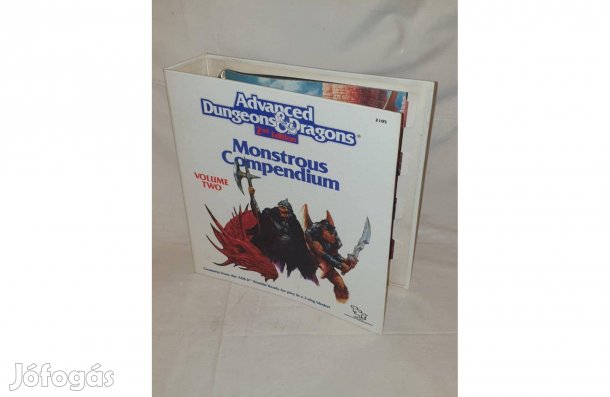 Advanced
Dungeons & Dragons®
2nd Edition
2105
Monstrous
Compendium
VOLUME
TWO
Jófogás